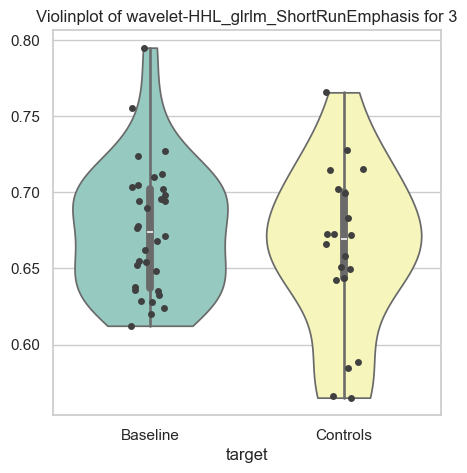 Violinplot of wavelet-HHL_glrlm_ShortRunEmphasis for 3
0.80
0.75
0.70
0.65
0.60
Baseline
Controls
target